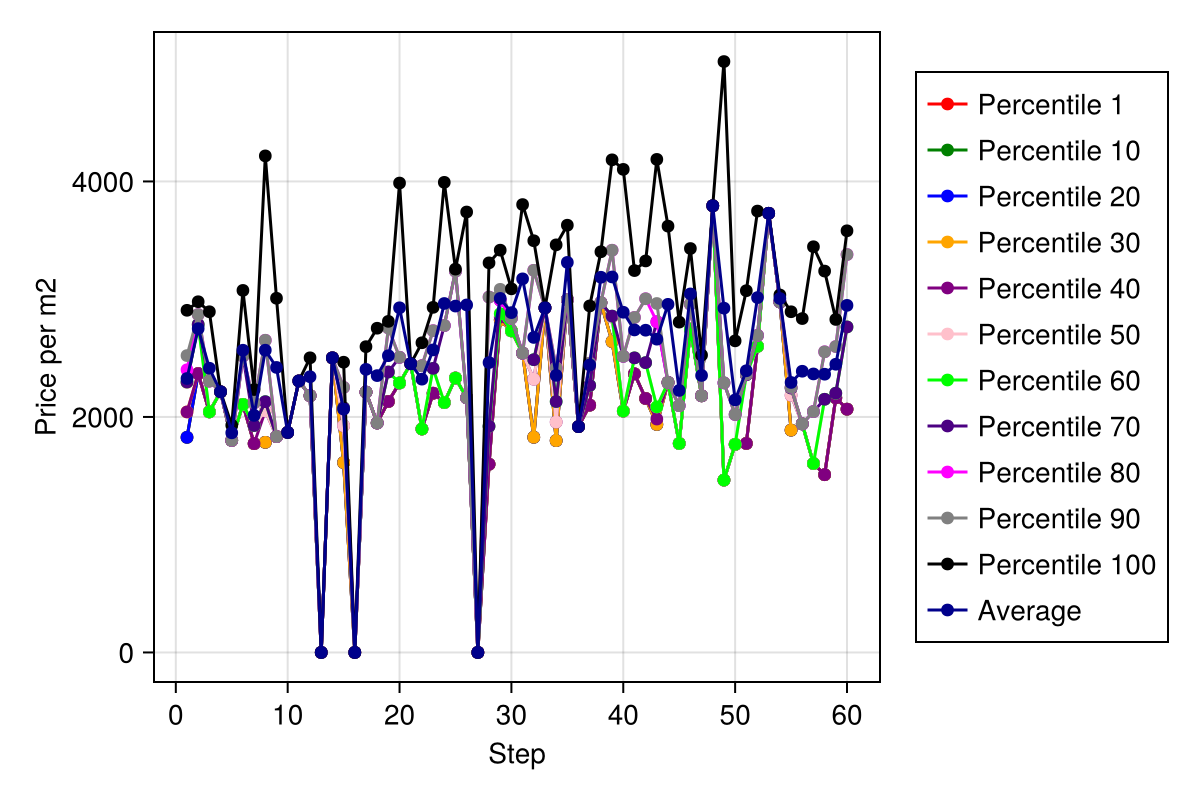 4000
2000
0
Price per m2
0 10 20 30 40 50 60
Step
Percentile 1
Percentile 10
Percentile 20
Percentile 30
Percentile 40
Percentile 50
Percentile 60
Percentile 70
Percentile 80
Percentile 90
Percentile 100
Average